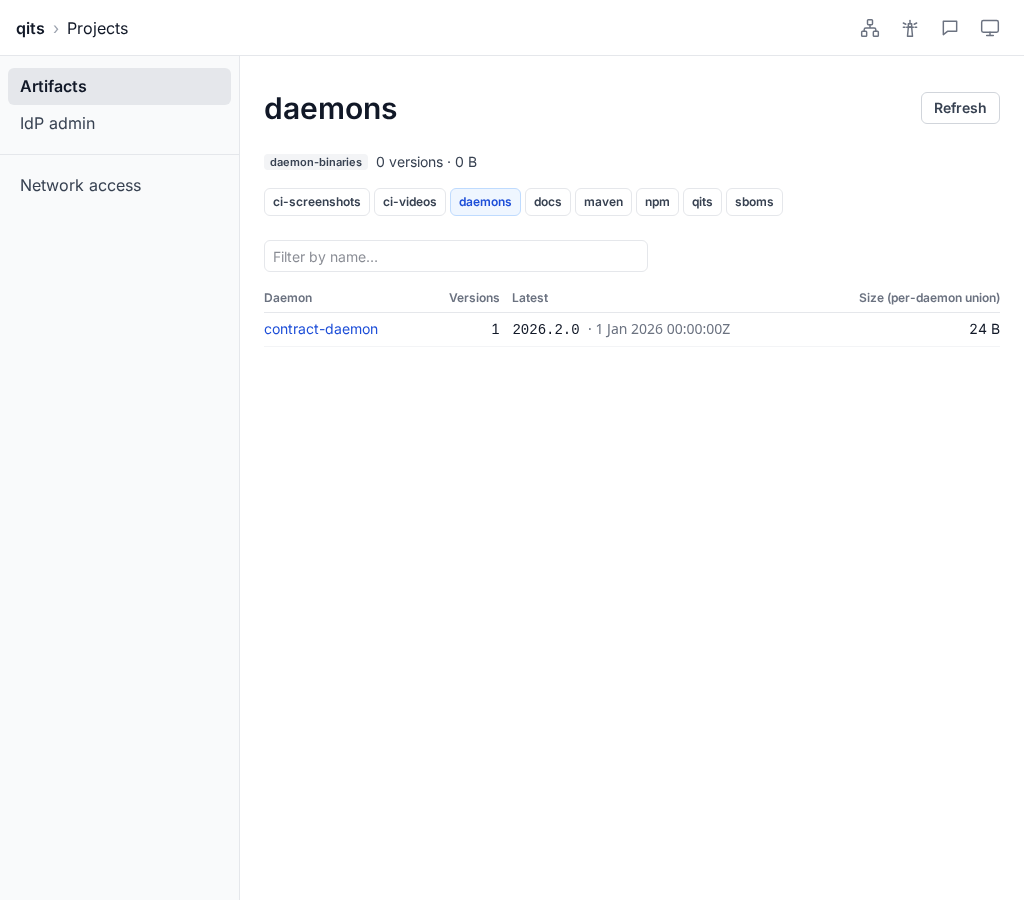 qits › Projects
Artifacts
IdP admin
Network access
daemons
Refresh
daemon-binaries 0 versions · 0 B
ci-screenshots ci-videos daemons docs maven npm qits sboms
Filter by name...
Daemon Versions Latest Size (per-daemon union)
contract-daemon 1 2026.2.0 · 1 Jan 2026 00:00:00Z 24 B